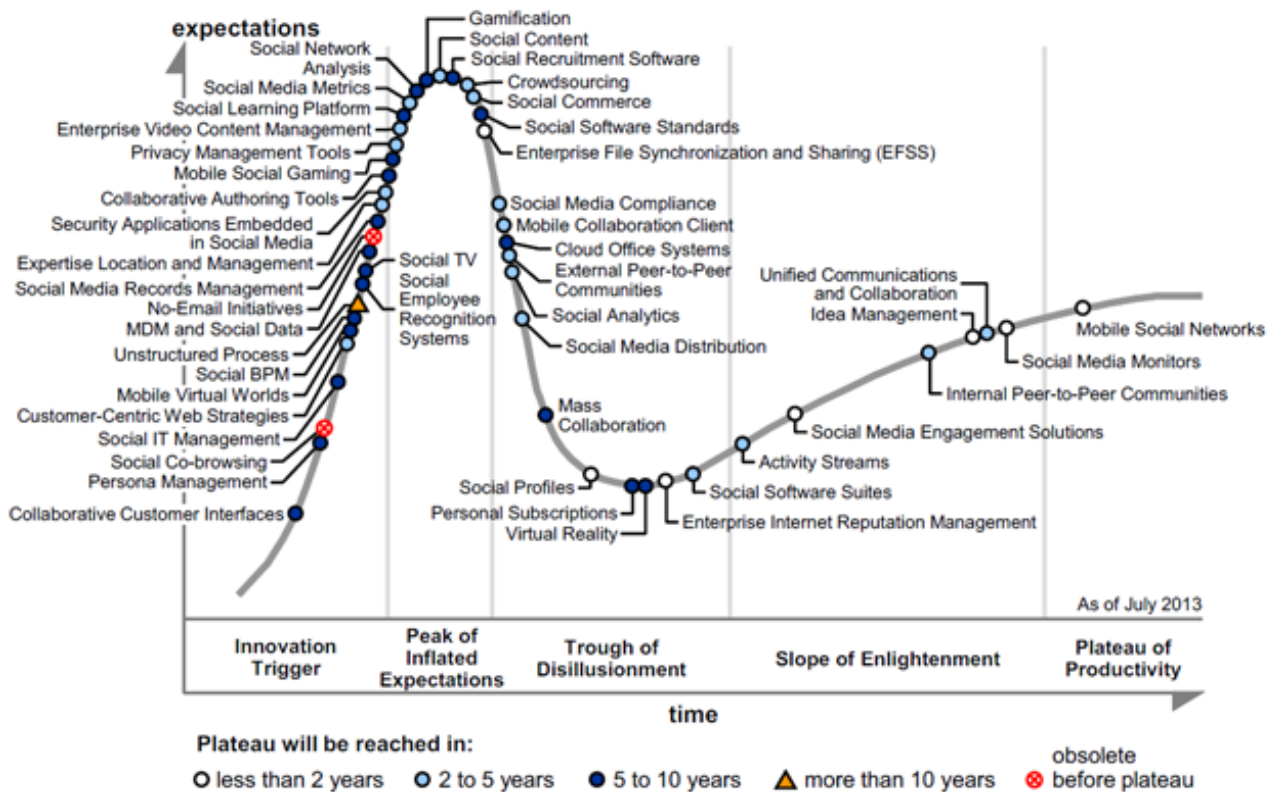 expectations
Gamification
Social Content
Social Recruitment Software
Crowdsourcing
Social Commerce
Social Software Standards
Enterprise File Synchronization and Sharing (EFSS)
Social Network
Analysis
Social Media Metrics
Social Learning Platform
Enterprise Video Content Management
Privacy Management Tools
Mobile Social Gaming
Collaborative Authoring Tools
Security Applications Embedded
in Social Media
Expertise Location and Management
Social Media Records Management
No-Email Initiatives
MDM and Social Data
Unstructured Process
Social BPM
Mobile Virtual Worlds
Customer-Centric Web Strategies
Social IT Management
Social Co-browsing
Persona Management
Collaborative Customer Interfaces
Social TV
Social
Employee
Recognition
Systems
Social Media Compliance
Mobile Collaboration Client
Cloud Office Systems
External Peer-to-Peer
Communities
Social Analytics
Social Media Distribution
Mass
Collaboration
Social Profiles
Personal Subscriptions
Virtual Reality
Enterprise Internet Reputation Management
Social Software Suites
Activity Streams
Social Media Engagement Solutions
Internal Peer-to-Peer Communities
Unified Communications
and Collaboration
Idea Management
Social Media Monitors
Mobile Social Networks
As of July 2013
Innovation
Trigger
Peak of
Inflated
Expectations
Trough of
Disillusionment
Slope of Enlightenment
Plateau of
Productivity
time
Plateau will be reached in:
less than 2 years
2 to 5 years
5 to 10 years
more than 10 years
obsolete
before plateau